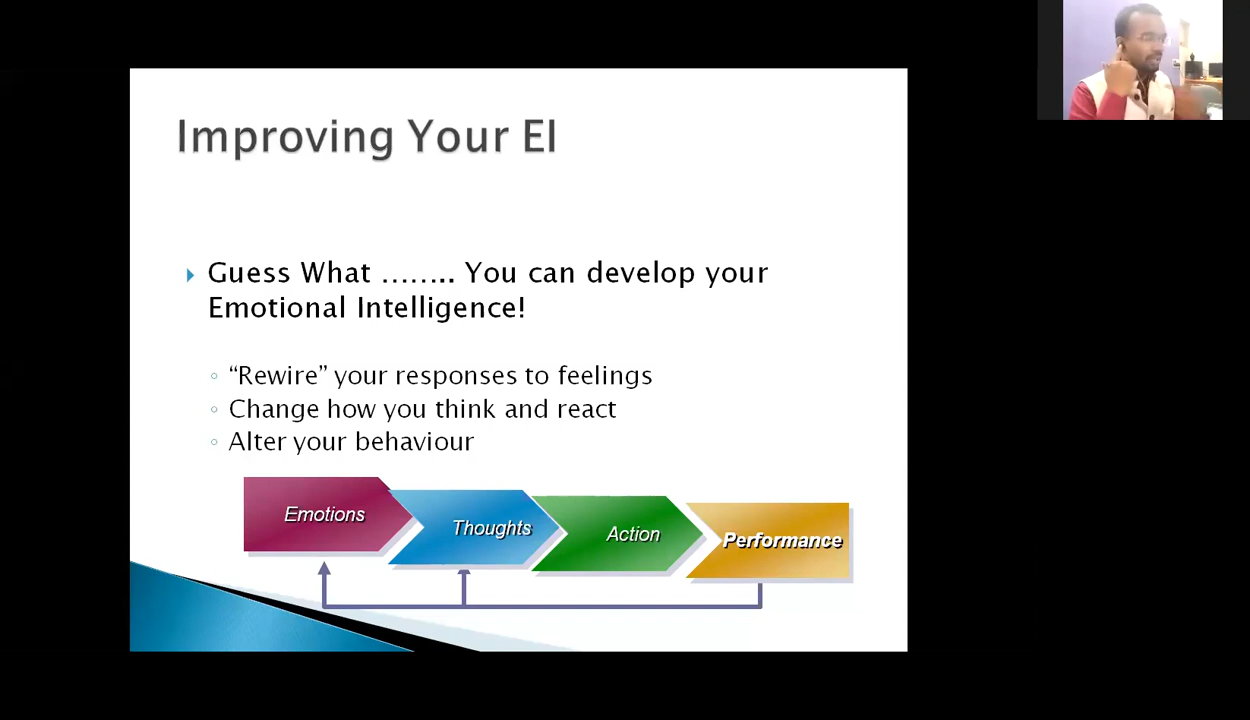 Improving Your EI
Guess What …….. You can develop your
Emotional Intelligence!
“Rewire” your responses to feelings
Change how you think and react
Alter your behaviour
Emotions
Thoughts
Action
Performance